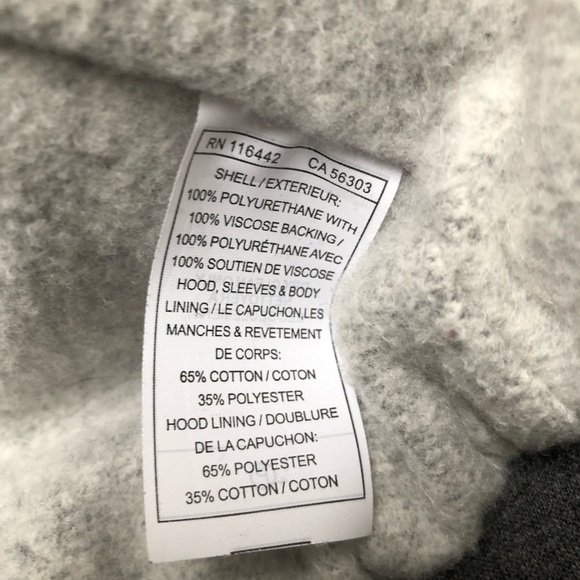 RN 116442 CA 56303
SHELL/EXTERIEUR:
100% POLYURETHANE WITH
100% VISCOSE BACKING/
100% POLYURÉTHANE AVEC
100% SOUTIEN DE VISCOSE
HOOD, SLEEVES & BODY
LINING/LE CAPUCHON,LES
MANCHES & REVETEMENT
DE CORPS:
65% COTTON/COTON
35% POLYESTER
HOOD LINING/DOUBLURE
DE LA CAPUCHON:
65% POLYESTER
35% COTTON/COTON